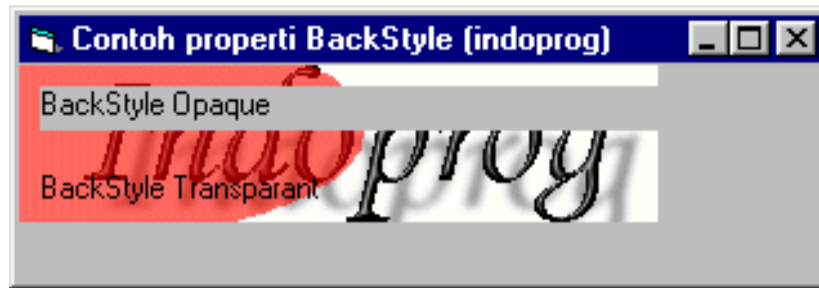 Contoh properti BackStyle (indoprog)
BackStyle Opaque
Indoprog
BackStyle Transparant